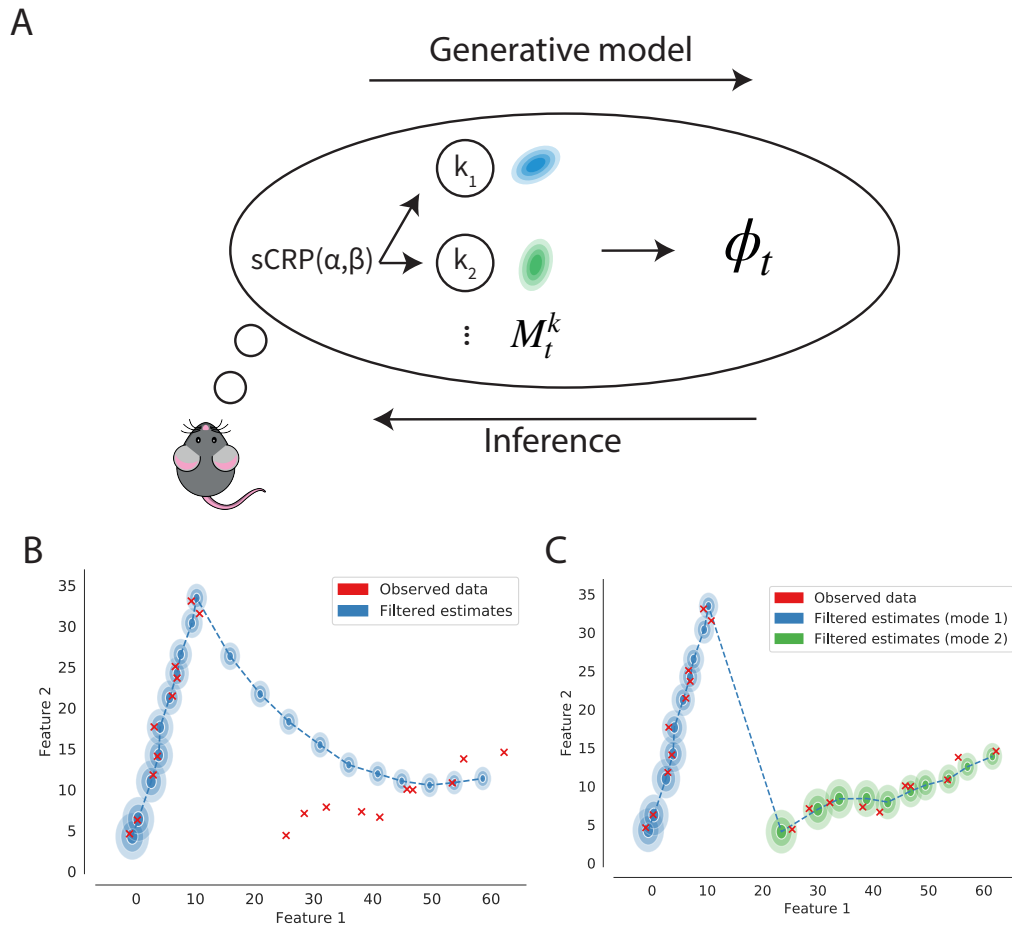 A
Generative model
k1
sCRP(α,β)
k2
⋮
M_t^k
ϕ_t
Inference
B
Observed data
Filtered estimates
35
30
25
20
15
10
5
0
Feature 2
0 10 20 30 40 50 60
Feature 1
C
Observed data
Filtered estimates (mode 1)
Filtered estimates (mode 2)
35
30
25
20
15
10
5
0
Feature 2
0 10 20 30 40 50 60
Feature 1